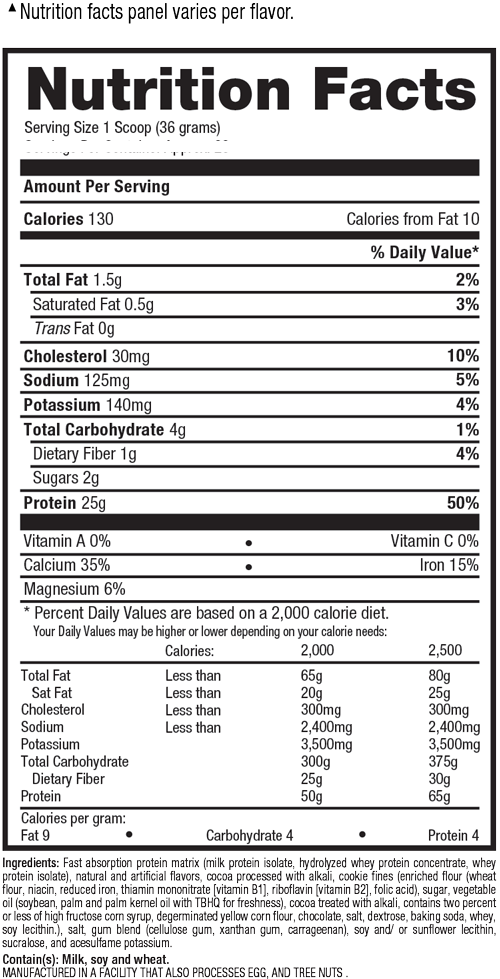 ▲Nutrition facts panel varies per flavor.
Nutrition Facts
Serving Size 1 Scoop (36 grams)
Amount Per Serving
Calories 130 Calories from Fat 10
% Daily Value*
Total Fat 1.5g 2%
Saturated Fat 0.5g 3%
Trans Fat 0g
Cholesterol 30mg 10%
Sodium 125mg 5%
Potassium 140mg 4%
Total Carbohydrate 4g 1%
Dietary Fiber 1g 4%
Sugars 2g
Protein 25g 50%
Vitamin A 0% • Vitamin C 0%
Calcium 35% • Iron 15%
Magnesium 6%
* Percent Daily Values are based on a 2,000 calorie diet.
Your Daily Values may be higher or lower depending on your calorie needs:
Calories: 2,000 2,500
Total Fat Less than 65g 80g
Sat Fat Less than 20g 25g
Cholesterol Less than 300mg 300mg
Sodium Less than 2,400mg 2,400mg
Potassium 3,500mg 3,500mg
Total Carbohydrate 300g 375g
Dietary Fiber 25g 30g
Protein 50g 65g
Calories per gram:
Fat 9 • Carbohydrate 4 • Protein 4
Ingredients: Fast absorption protein matrix (milk protein isolate, hydrolyzed whey protein concentrate, whey
protein isolate), natural and artificial flavors, cocoa processed with alkali, cookie fines (enriched flour (wheat
flour, niacin, reduced iron, thiamin mononitrate [vitamin B1], riboflavin [vitamin B2], folic acid), sugar, vegetable
oil (soybean, palm and palm kernel oil with TBHQ for freshness), cocoa treated with alkali, contains two percent
or less of high fructose corn syrup, degerminated yellow corn flour, chocolate, salt, dextrose, baking soda, whey,
soy lecithin.), salt, gum blend (cellulose gum, xanthan gum, carrageenan), soy and/ or sunflower lecithin,
sucralose, and acesulfame potassium.
Contain(s): Milk, soy and wheat.
MANUFACTURED IN A FACILITY THAT ALSO PROCESSES EGG, AND TREE NUTS .